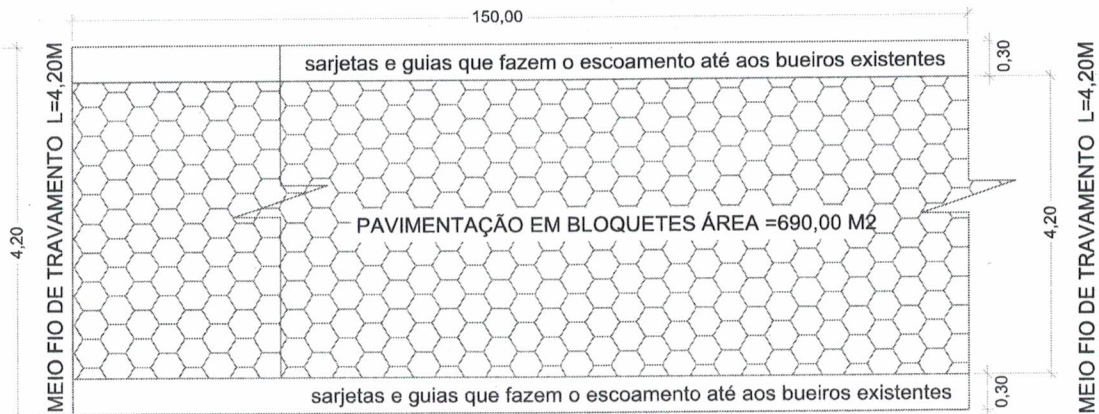 150,00
sarjetas e guias que fazem o escoamento até aos bueiros existentes
0,30
MEIO FIO DE TRAVAMENTO L=4,20M
4,20
PAVIMENTAÇÃO EM BLOQUETES ÁREA =690,00 M2
4,20
MEIO FIO DE TRAVAMENTO L=4,20M
sarjetas e guias que fazem o escoamento até aos bueiros existentes
0,30